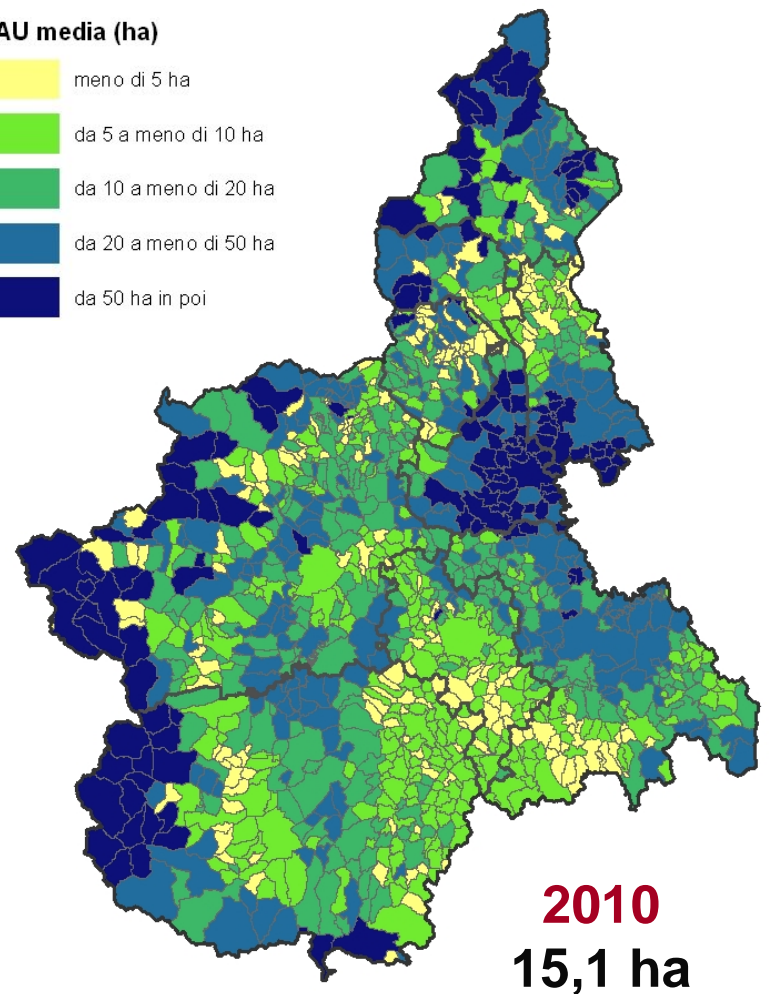 AU media (ha)
meno di 5 ha
da 5 a meno di 10 ha
da 10 a meno di 20 ha
da 20 a meno di 50 ha
da 50 ha in poi
2010
15,1 ha